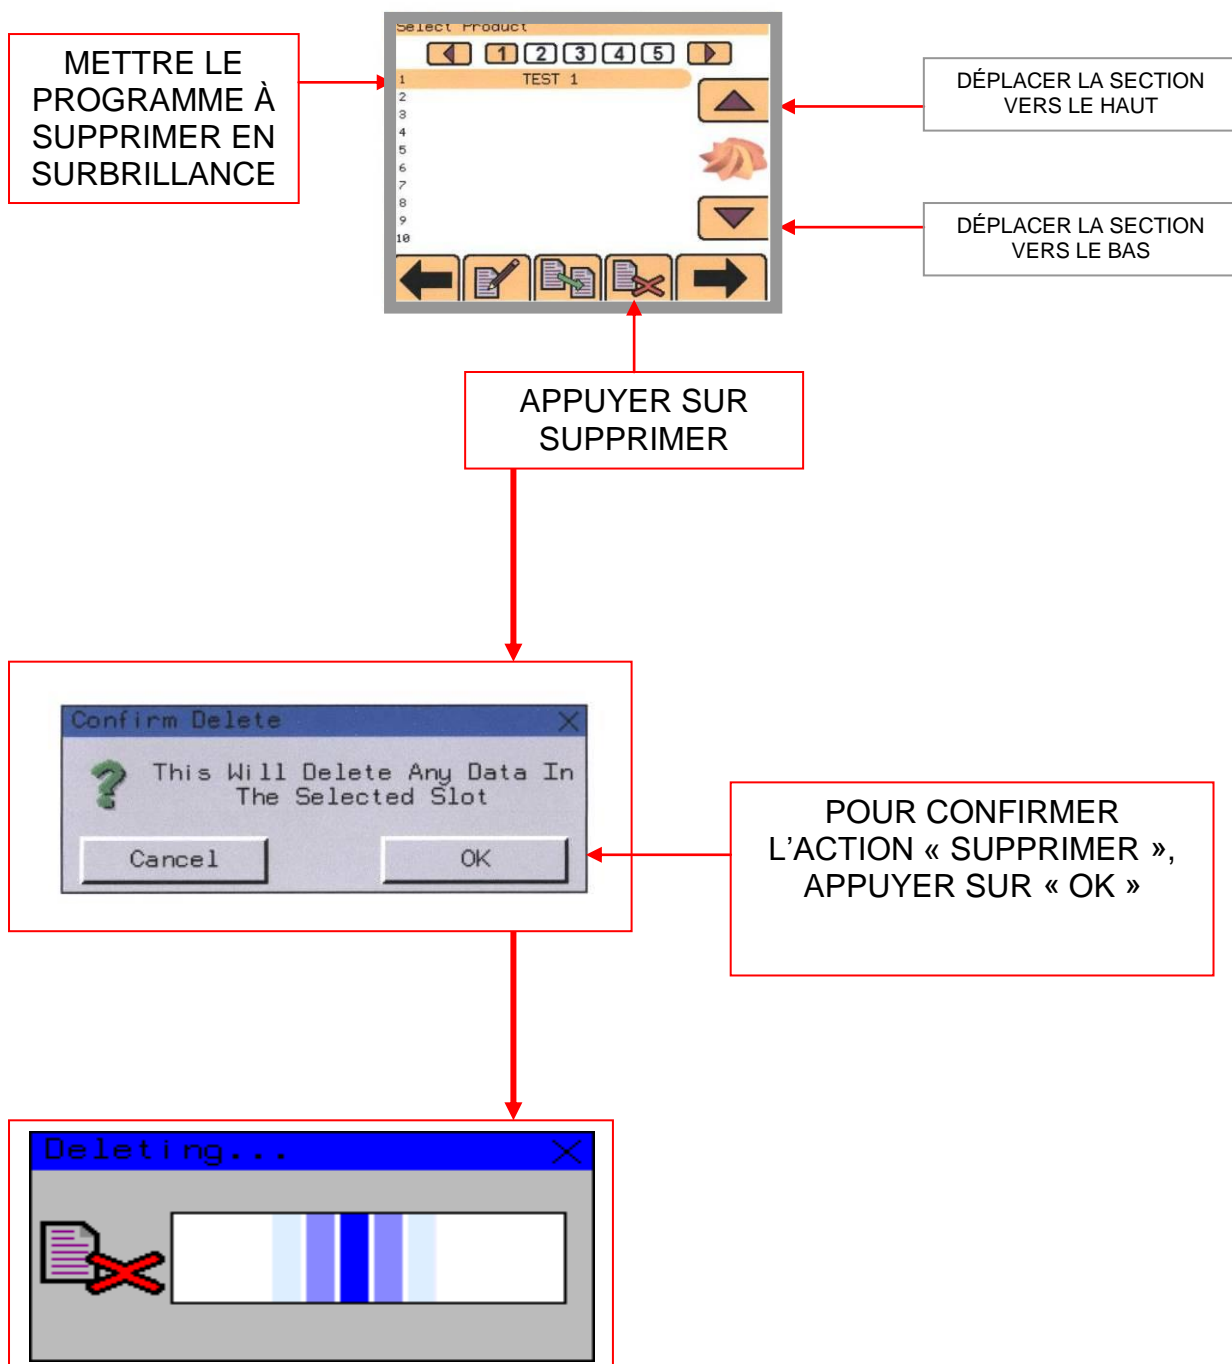 Select Product
1 2 3 4 5
METTRE LE
PROGRAMME À
SUPPRIMER EN
SURBRILLANCE
1 TEST 1
2
3
4
5
6
7
8
9
10
DÉPLACER LA SECTION
VERS LE HAUT
DÉPLACER LA SECTION
VERS LE BAS
APPUYER SUR
SUPPRIMER
Confirm Delete
This Will Delete Any Data In
The Selected Slot
Cancel OK
POUR CONFIRMER
L’ACTION « SUPPRIMER »,
APPUYER SUR « OK »
Deleting...